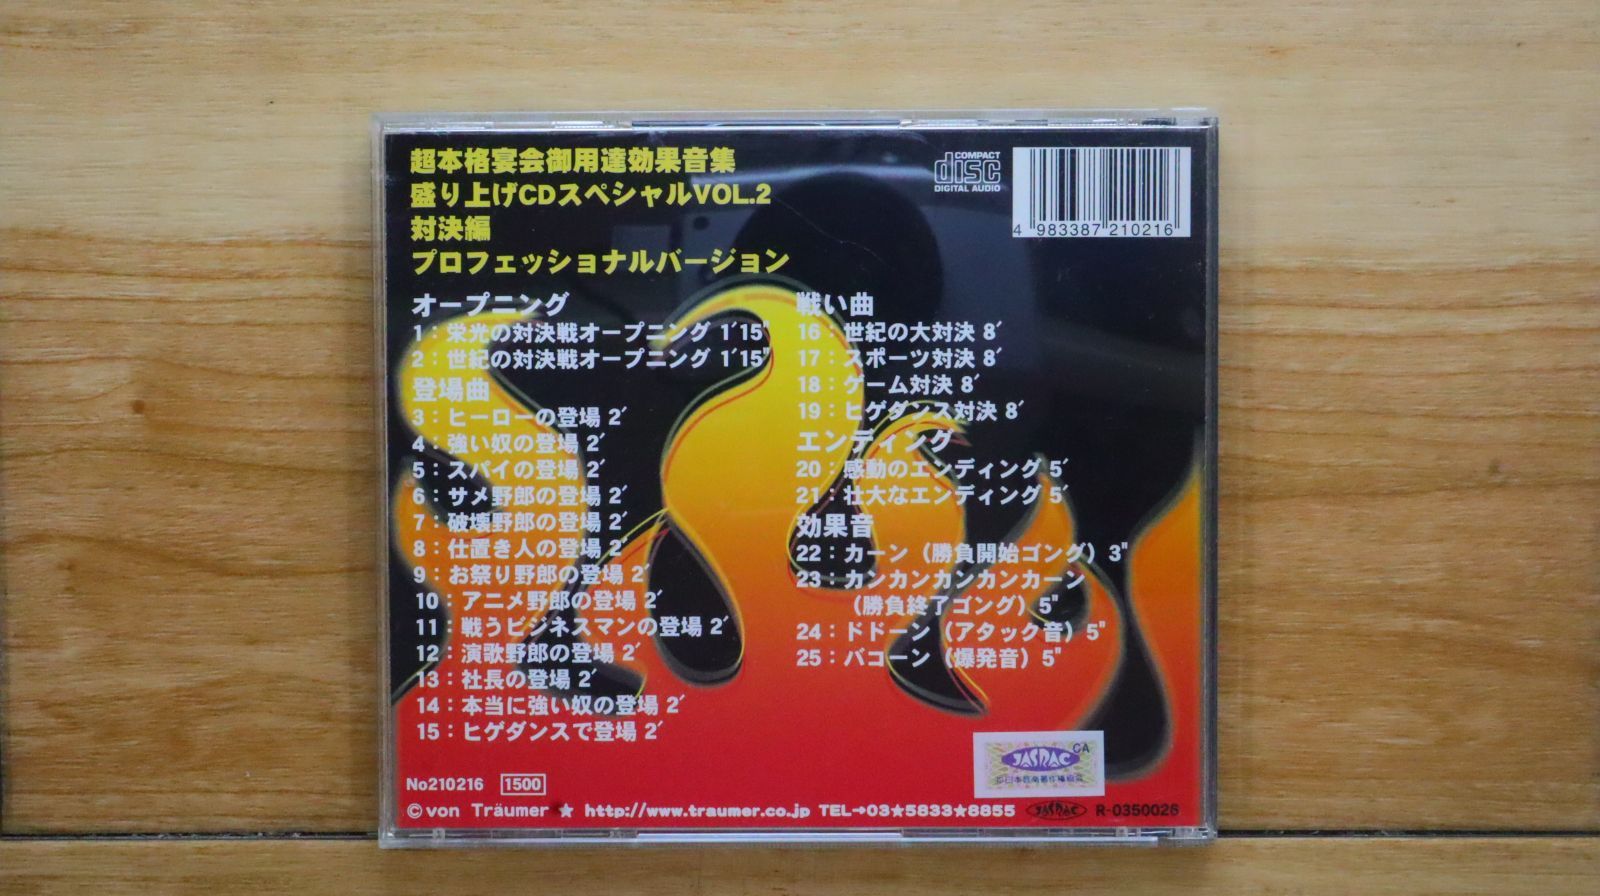 超本格宴会御用達効果音集
盛り上げCDスペシャルVOL.2
対決編
プロフェッショナルバージョン
COMPACT
disc
DIGITAL AUDIO
4 983387 210216
オープニング
1：栄光の対決戦オープニング 1′15″
2：世紀の対決戦オープニング 1′15″
登場曲
3：ヒーローの登場 2′
4：強い奴の登場 2′
5：スパイの登場 2′
6：サメ野郎の登場 2′
7：破壊野郎の登場 2′
8：仕置き人の登場 2′
9：お祭り野郎の登場 2′
10：アニメ野郎の登場 2′
11：戦うビジネスマンの登場 2′
12：演歌野郎の登場 2′
13：社長の登場 2′
14：本当に強い奴の登場 2′
15：ヒゲダンスで登場 2′
戦い曲
16：世紀の大対決 8′
17：スポーツ対決 8′
18：ゲーム対決 8′
19：ヒゲダンス対決 8′
エンディング
20：感動のエンディング 5′
21：壮大なエンディング 5′
効果音
22：カーン（勝負開始ゴング）3″
23：カンカンカンカンカーン
（勝負終了ゴング）5″
24：ドドーン（アタック音）5″
25：バコーン（爆発音）5″
CA
JASRAC
No210216 1500
©von Träumer ★ http://www.traumer.co.jp TEL→03★5833★8855 JASRAC R-0350026